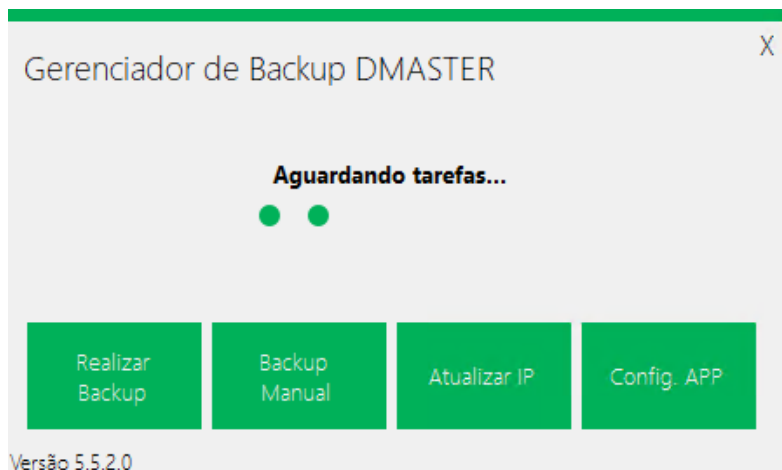 X
Gerenciador de Backup DMASTER
Aguardando tarefas...
Realizar
Backup
Backup
Manual
Atualizar IP
Config. APP
Versão 5.5.2.0